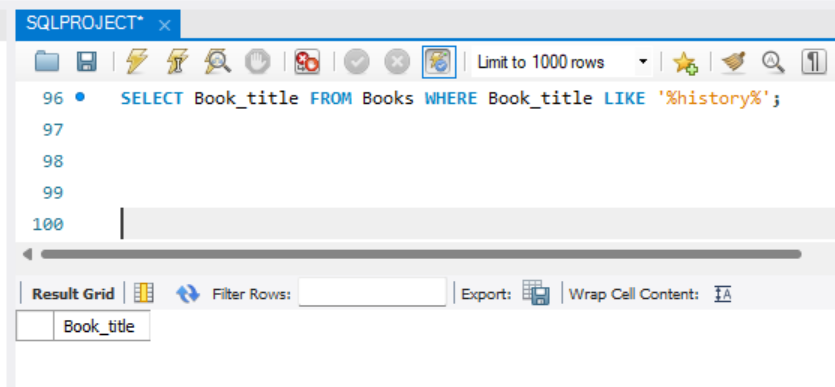 SQLPROJECT*
Limit to 1000 rows
96 SELECT Book_title FROM Books WHERE Book_title LIKE '%history%';
97
98
99
100
Result Grid Filter Rows: Export: Wrap Cell Content: IA
Book_title